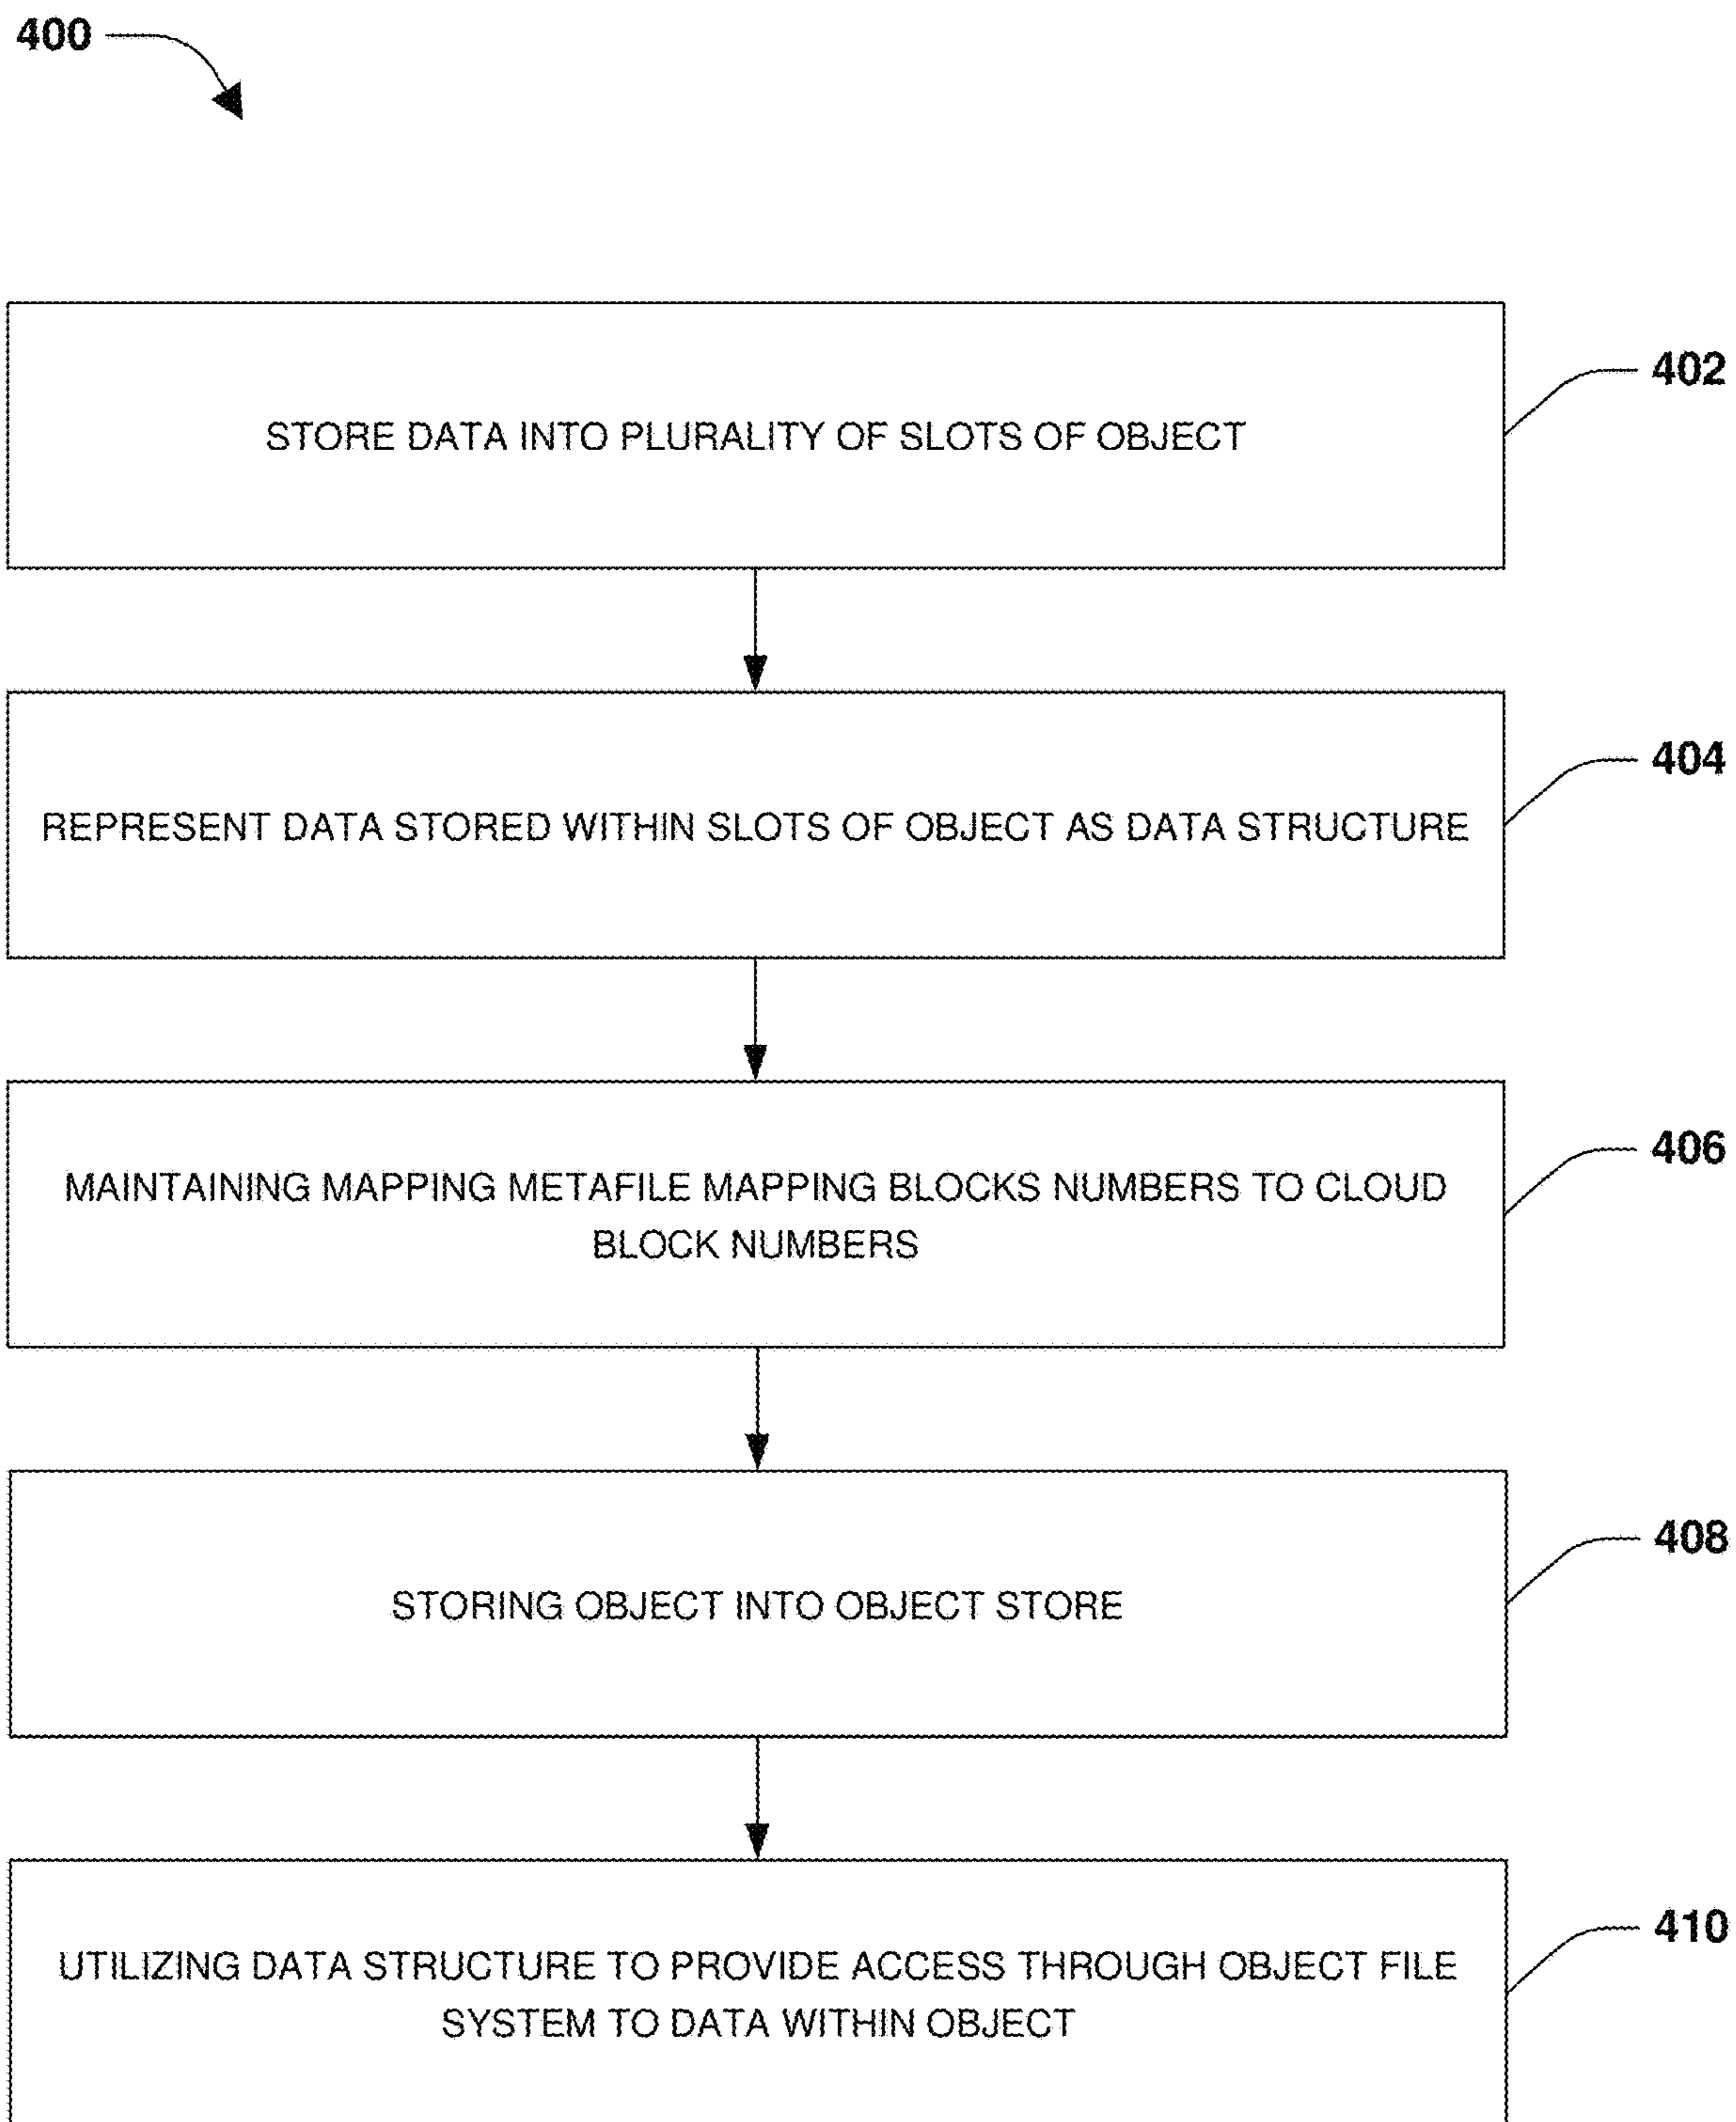 400
STORE DATA INTO PLURALITY OF SLOTS OF OBJECT
402
REPRESENT DATA STORED WITHIN SLOTS OF OBJECT AS DATA STRUCTURE
404
MAINTAINING MAPPING METAFILE MAPPING BLOCKS NUMBERS TO CLOUD
BLOCK NUMBERS
406
STORING OBJECT INTO OBJECT STORE
408
UTILIZING DATA STRUCTURE TO PROVIDE ACCESS THROUGH OBJECT FILE
SYSTEM TO DATA WITHIN OBJECT
410